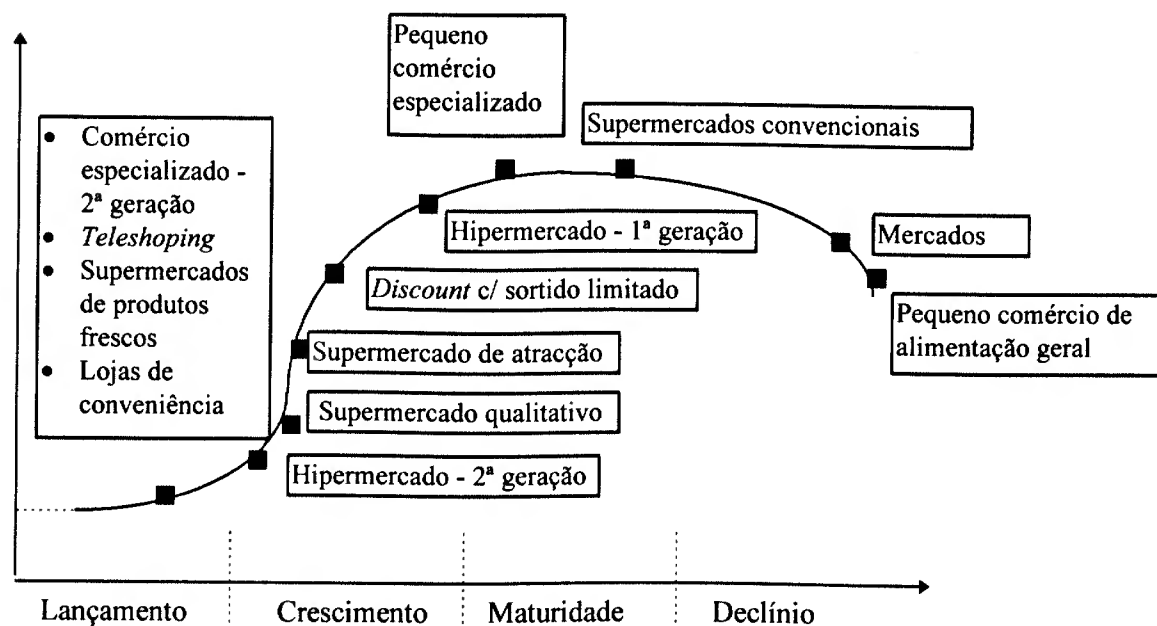 Pequeno
comércio
especializado
Supermercados convencionais
• Comércio
especializado -
2ª geração
• Teleshoping
• Supermercados
de produtos
frescos
• Lojas de
conveniência
Hipermercado - 1ª geração
Mercados
Discount c/ sortido limitado
Pequeno comércio de
alimentação geral
Supermercado de atracção
Supermercado qualitativo
Hipermercado - 2ª geração
Lançamento
Crescimento
Maturidade
Declínio